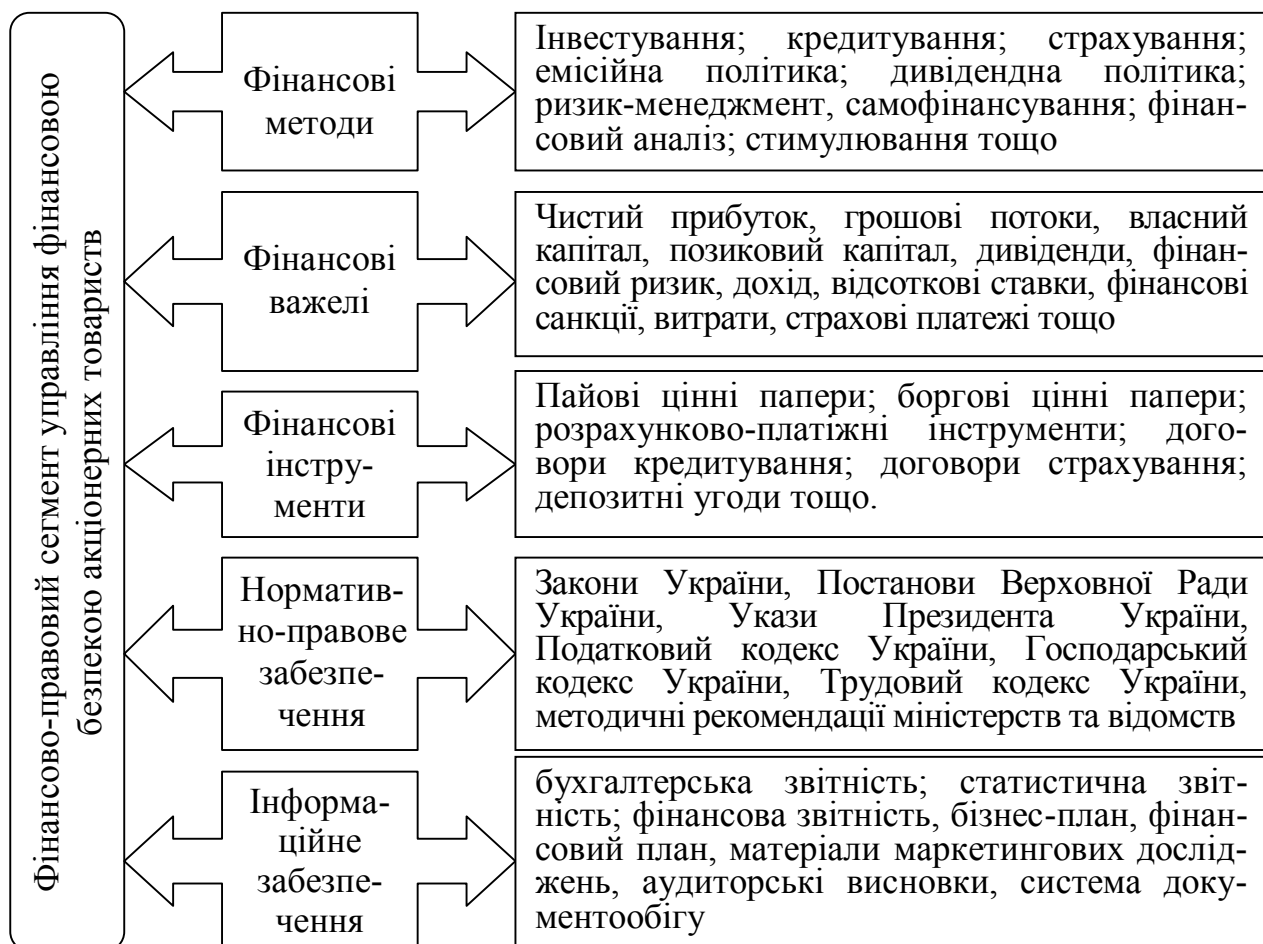 Фінансово-правовий сегмент управління фінансовою
безпекою акціонерних товариств
Фінансові
методи
Інвестування; кредитування; страхування;
емісійна політика; дивідендна політика;
ризик-менеджмент, самофінансування; фінан-
совий аналіз; стимулювання тощо
Фінансові
важелі
Чистий прибуток, грошові потоки, власний
капітал, позиковий капітал, дивіденди, фінан-
совий ризик, дохід, відсоткові ставки, фінансові
санкції, витрати, страхові платежі тощо
Фінансові
інстру-
менти
Пайові цінні папери; боргові цінні папери;
розрахунково-платіжні інструменти; дого-
вори кредитування; договори страхування;
депозитні угоди тощо.
Норматив-
но-правове
забезпе-
чення
Закони України, Постанови Верховної Ради
України, Укази Президента України,
Податковий кодекс України, Господарський
кодекс України, Трудовий кодекс України,
методичні рекомендації міністерств та відомств
Інформа-
ційне
забезпе-
чення
бухгалтерська звітність; статистична звіт-
ність; фінансова звітність, бізнес-план, фінан-
совий план, матеріали маркетингових дослід-
жень, аудиторські висновки, система доку-
ментообігу